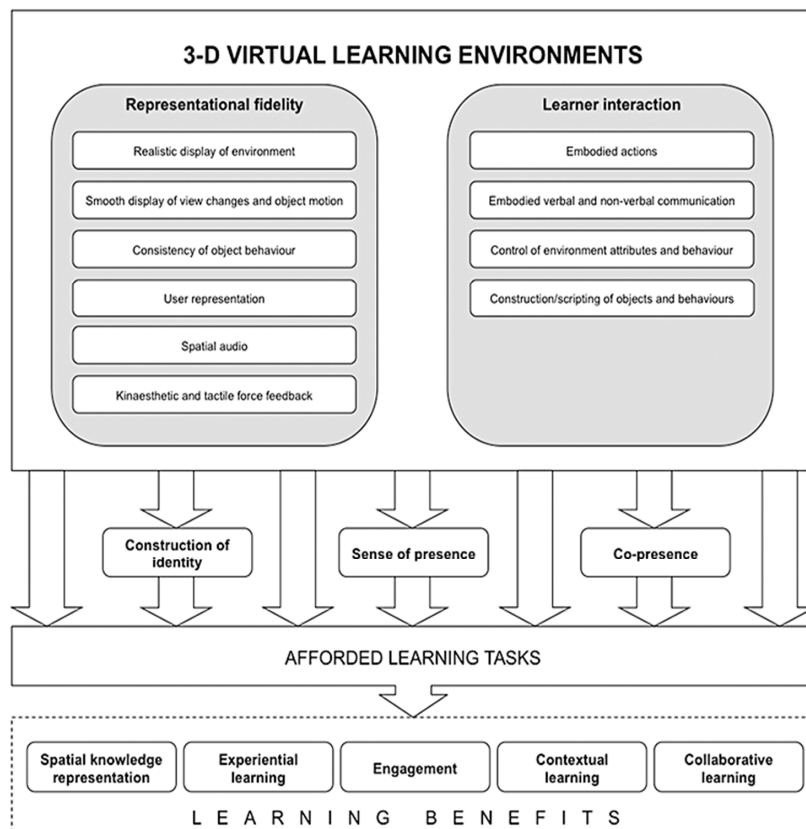 3-D VIRTUAL LEARNING ENVIRONMENTS
Representational fidelity
Realistic display of environment
Smooth display of view changes and object motion
Consistency of object behaviour
User representation
Spatial audio
Kinaesthetic and tactile force feedback
Learner interaction
Embodied actions
Embodied verbal and non-verbal communication
Control of environment attributes and behaviour
Construction/scripting of objects and behaviours
Construction of
identity
Sense of presence
Co-presence
AFFORDED LEARNING TASKS
Spatial knowledge
representation
Experiential
learning
Engagement
Contextual
learning
Collaborative
learning
LEARNING BENEFITS